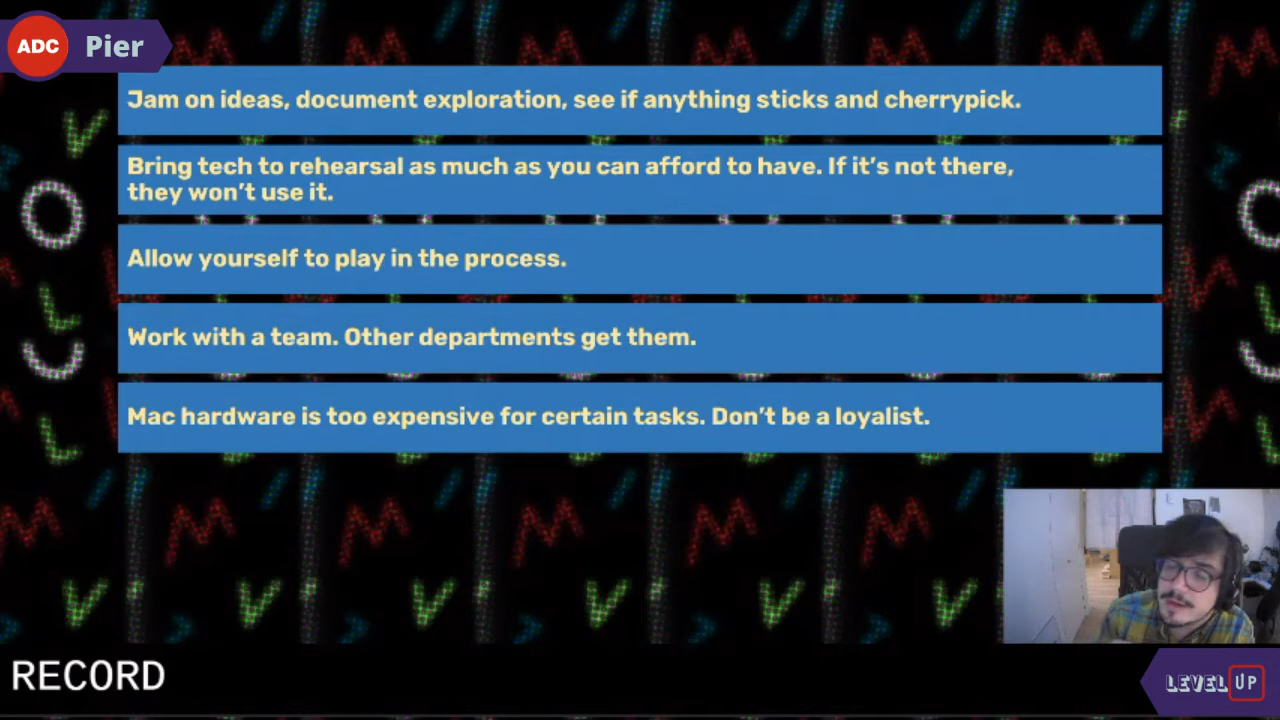 ADC Pier
Jam on ideas, document exploration, see if anything sticks and cherrypick.
Bring tech to rehearsal as much as you can afford to have. If it’s not there,
they won’t use it.
Allow yourself to play in the process.
Work with a team. Other departments get them.
Mac hardware is too expensive for certain tasks. Don’t be a loyalist.
RECORD
LEVEL UP